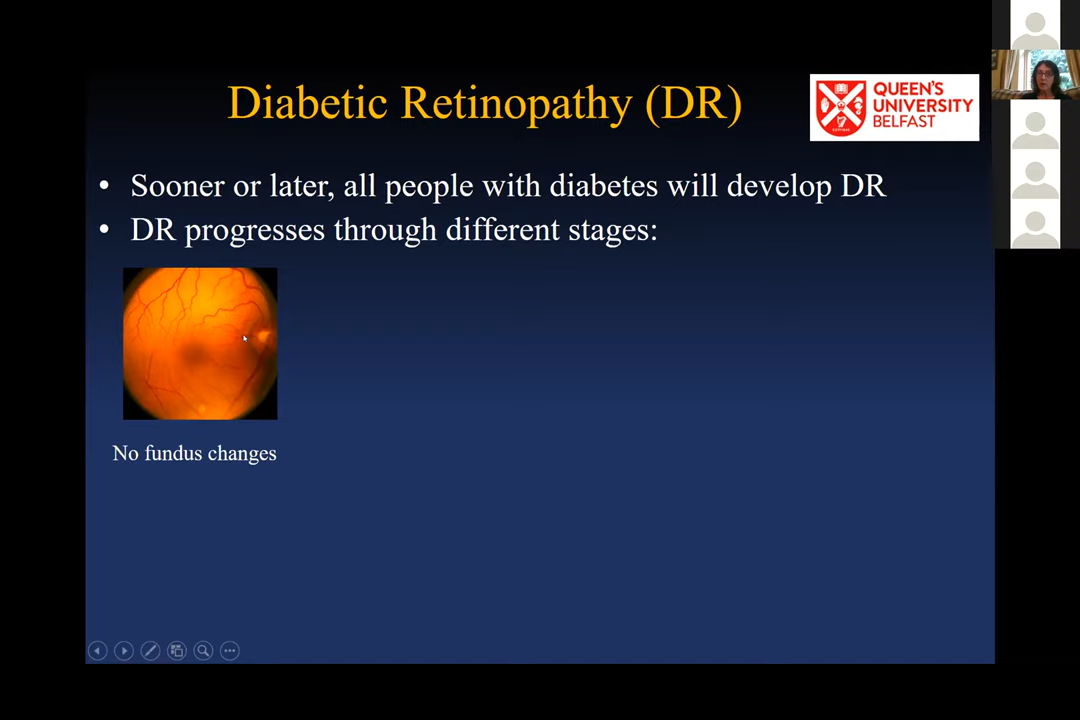 Diabetic Retinopathy (DR)
QUEEN'S
UNIVERSITY
BELFAST
• Sooner or later, all people with diabetes will develop DR
• DR progresses through different stages:
No fundus changes